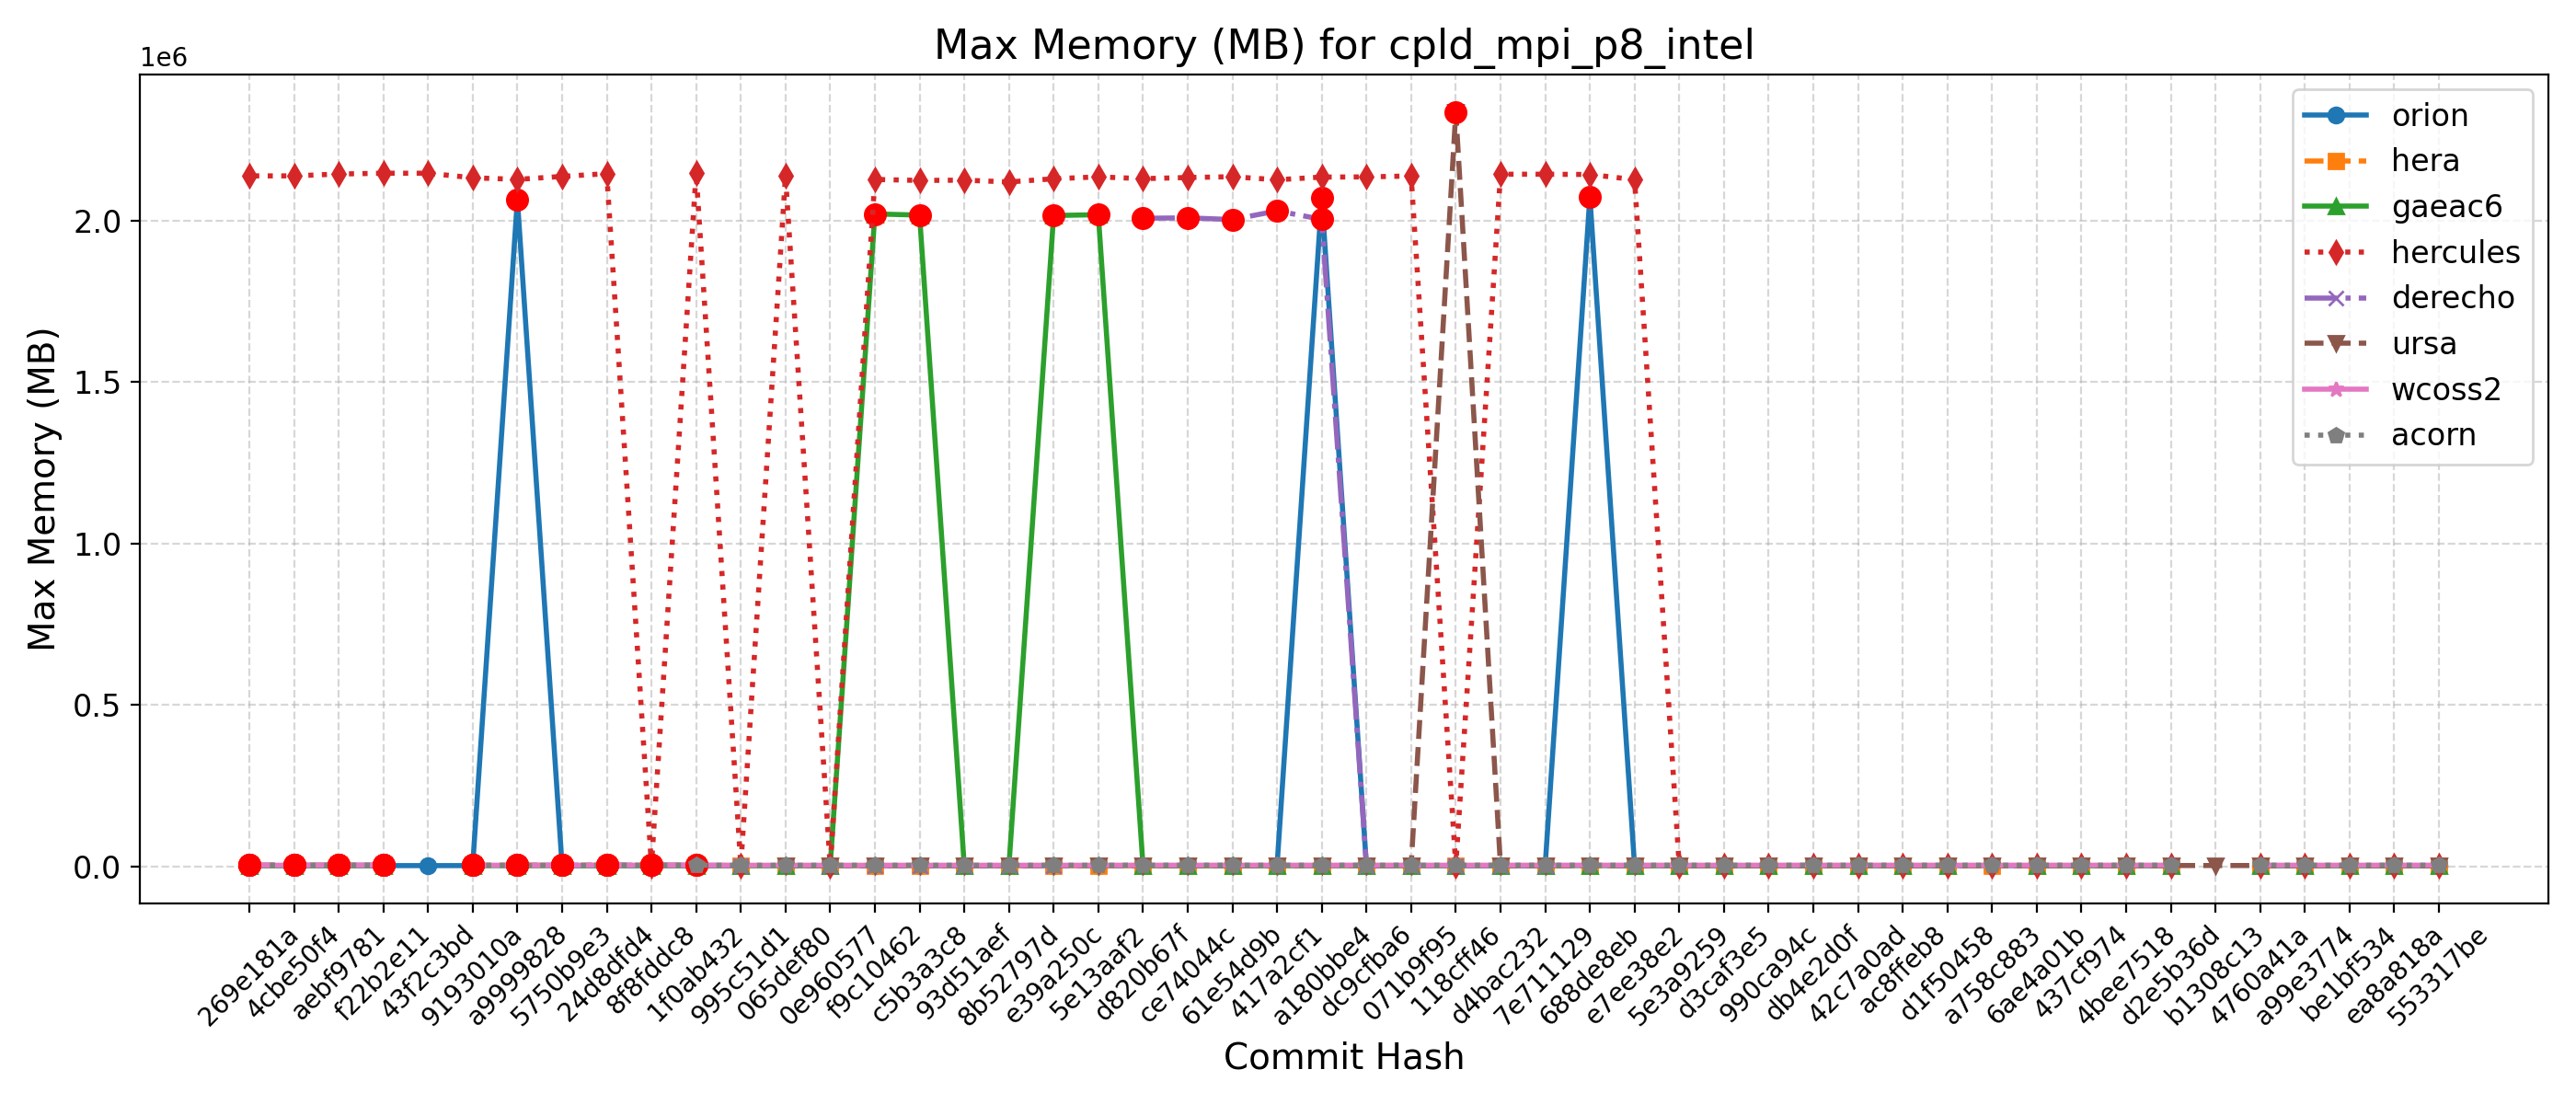 Max Memory (MB) for cpld_mpi_p8_intel
1e6
Max Memory (MB)
2.0
1.5
1.0
0.5
0.0
orion
hera
gaeac6
hercules
derecho
ursa
wcoss2
acorn
269e181a
4cbe50f4
aebf9781
f22b2e11
43f2c3bd
9193010a
a9999828
5750b9e3
24d8dfd4
8f8fddc8
1f0ab432
995c51d1
065def80
0e960577
f9c10462
c5b3a3c8
93d51aef
8b52797d
e39a250c
5e13aaf2
d820b67f
ce74044c
61e54d9b
417a2cf1
a180bbe4
dc9cfba6
071b9f95
118cff46
d4bac232
7e711129
688de8eb
e7ee38e2
5e3a9259
d3caf3e5
990ca94c
db4e2d0f
42c7a0ad
ac8ffeb8
d1f50458
a758c883
6ae4a01b
437cf974
4bee7518
d2e5b36d
b1308c13
4760a41a
a99e3774
be1bf534
ea8a818a
553317be
Commit Hash